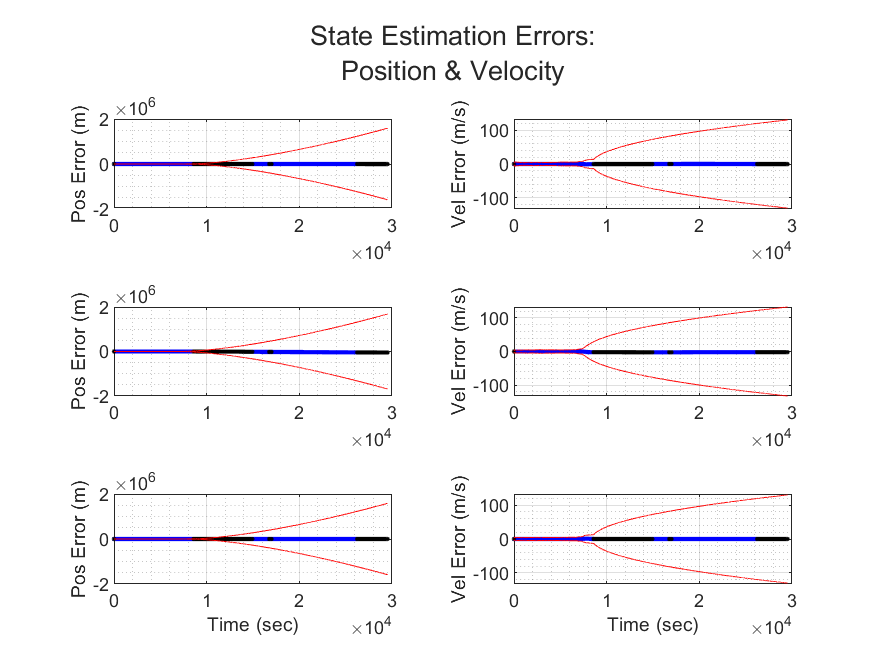 State Estimation Errors:
Position & Velocity
×10⁶
Pos Error (m)
2
0
-2
0 1 2 3
×10⁴
Vel Error (m/s)
100
0
-100
0 1 2 3
×10⁴
×10⁶
Pos Error (m)
2
0
-2
0 1 2 3
×10⁴
Vel Error (m/s)
100
0
-100
0 1 2 3
×10⁴
×10⁶
Pos Error (m)
2
0
-2
0 1 2 3
Time (sec)
×10⁴
Vel Error (m/s)
100
0
-100
0 1 2 3
Time (sec)
×10⁴